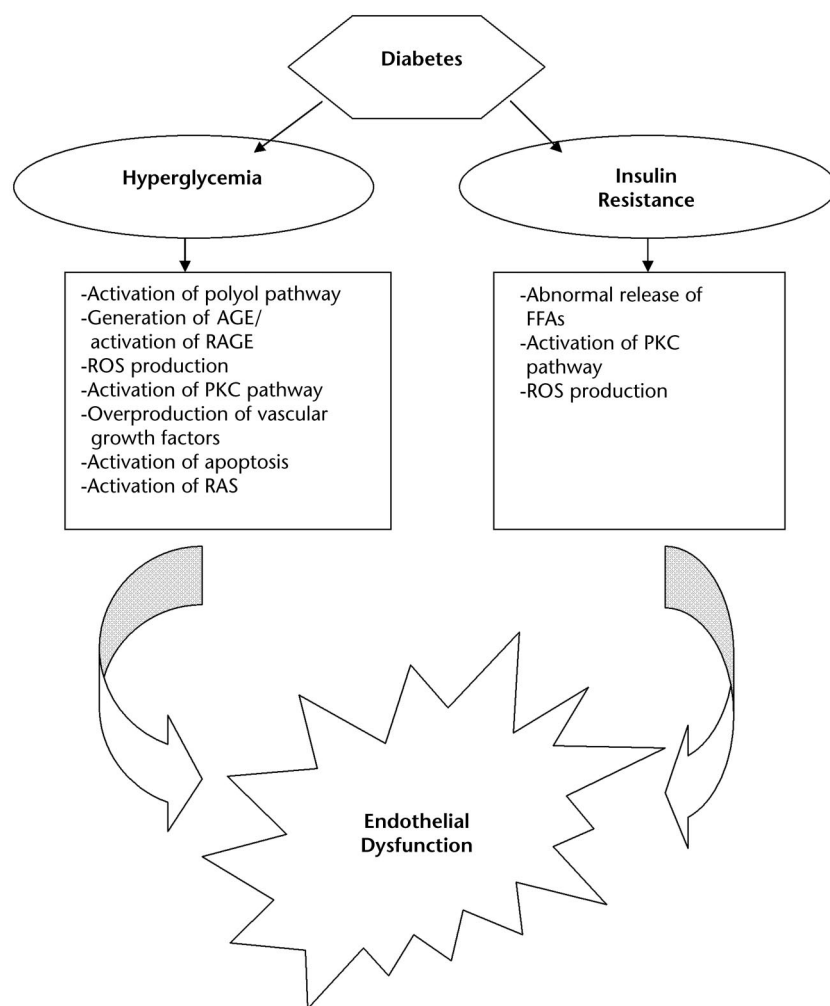 Diabetes
Hyperglycemia
Insulin
Resistance
-Activation of polyol pathway
-Generation of AGE/
activation of RAGE
-ROS production
-Activation of PKC pathway
-Overproduction of vascular
growth factors
-Activation of apoptosis
-Activation of RAS
-Abnormal release of
FFAs
-Activation of PKC
pathway
-ROS production
Endothelial
Dysfunction